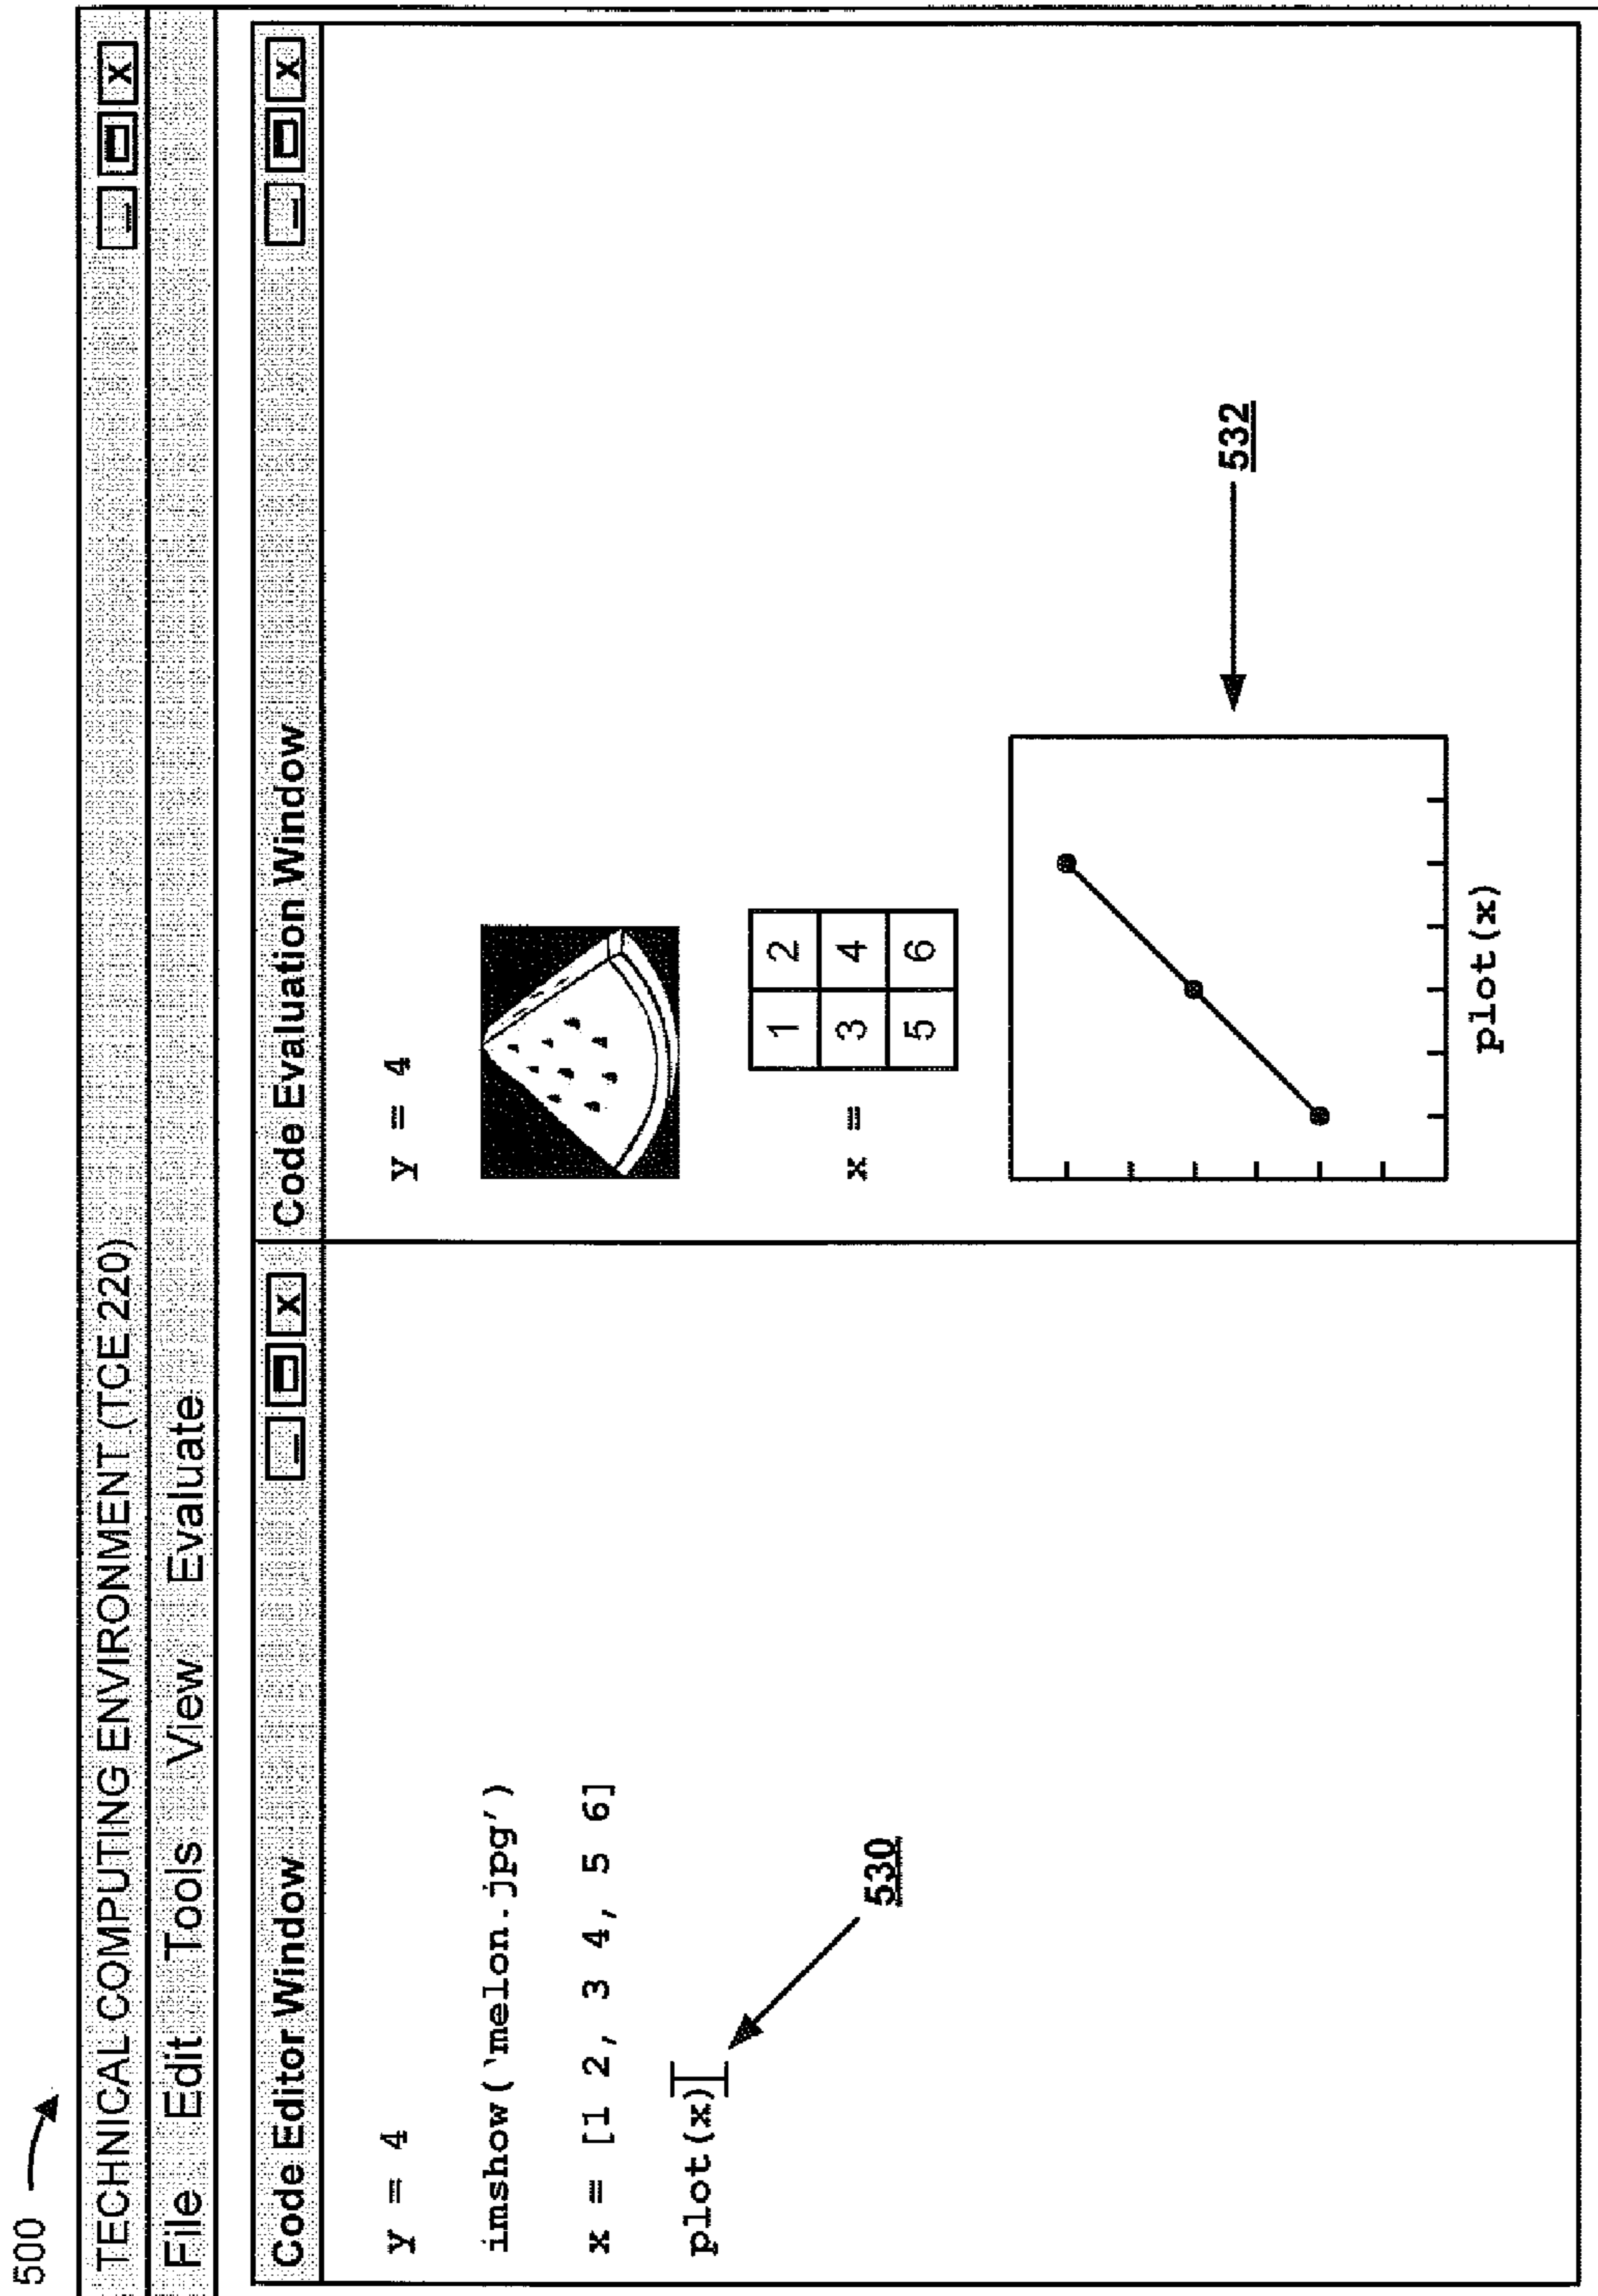 500
TECHNICAL COMPUTING ENVIRONMENT (TCE 220)
_ X
File Edit Tools View Evaluate
Code Editor Window
_ X
y = 4
imshow(‘melon.jpg’)
x = [1 2, 3 4, 5 6]
plot(x)
530
Code Evaluation Window
_ X
y = 4
x =
1 2
3 4
5 6
532
plot(x)